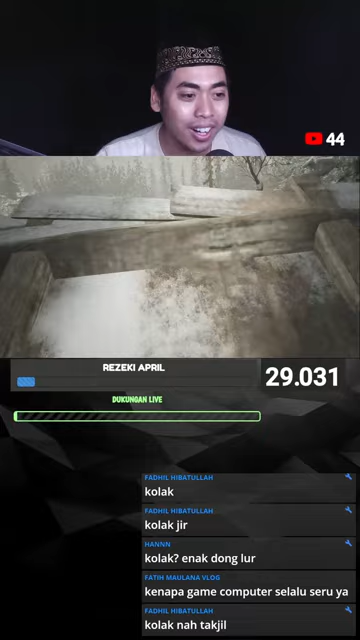 44
REZEKI APRIL
29.031
DUKUNGAN LIVE
FADHIL HIBATULLAH
kolak
FADHIL HIBATULLAH
kolak jir
HANNN
kolak? enak dong lur
FATIH MAULANA VLOG
kenapa game computer selalu seru ya
FADHIL HIBATULLAH
kolak nah takjil